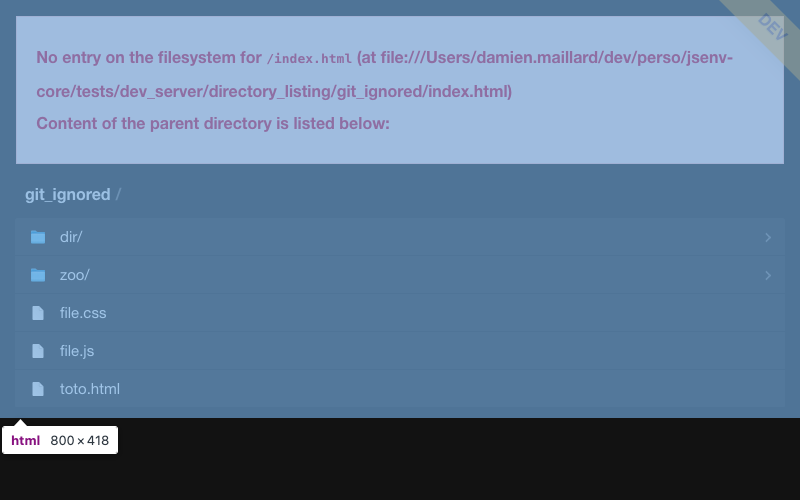 DEV
No entry on the filesystem for /index.html (at file:///Users/damien.maillard/dev/perso/jsenv-
core/tests/dev_server/directory_listing/git_ignored/index.html)
Content of the parent directory is listed below:
git_ignored /
dir/
zoo/
file.css
file.js
toto.html
html 800 × 418